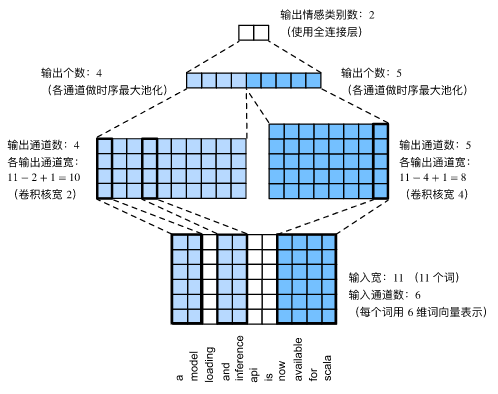 输出情感类别数：2
（使用全连接层）
输出个数：4
（各通道做时序最大池化）
输出个数：5
（各通道做时序最大池化）
输出通道数：4
各输出通道宽：
11 − 2 + 1 = 10
（卷积核宽 2）
输出通道数：5
各输出通道宽：
11 − 4 + 1 = 8
（卷积核宽 4）
输入宽：11 （11 个词）
输入通道数：6
（每个词用 6 维词向量表示）
a
model
loading
and
inference
api
is
now
available
for
scala